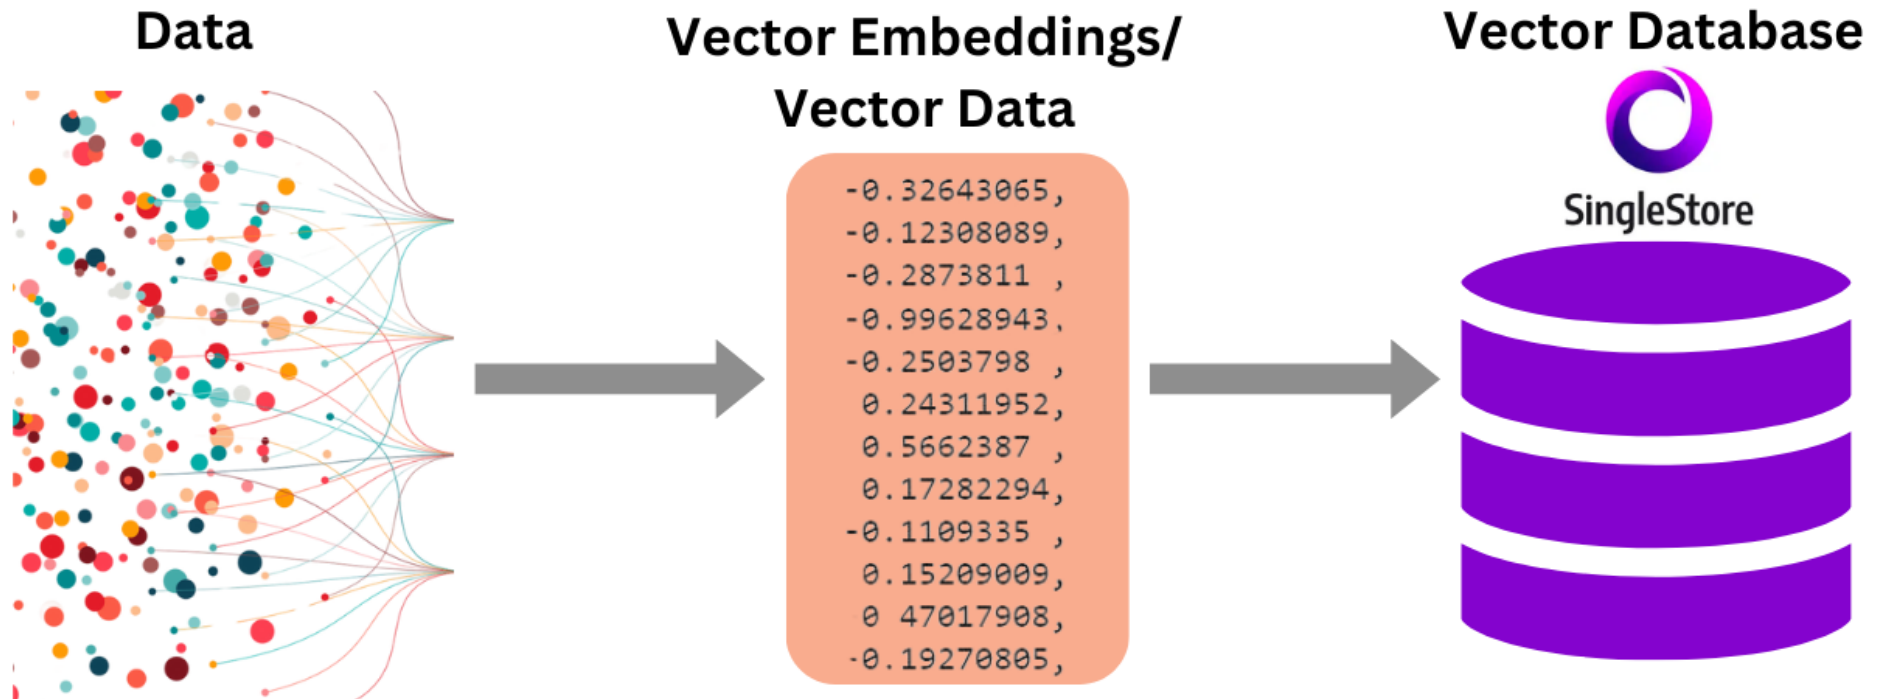 Data
Vector Embeddings/
Vector Data
-0.32643065,
-0.12308089,
-0.2873811 ,
-0.99628943,
-0.2503798 ,
0.24311952,
0.5662387 ,
0.17282294,
-0.1109335 ,
0.15209009,
0 47017908,
-0.19270805,
Vector Database
SingleStore